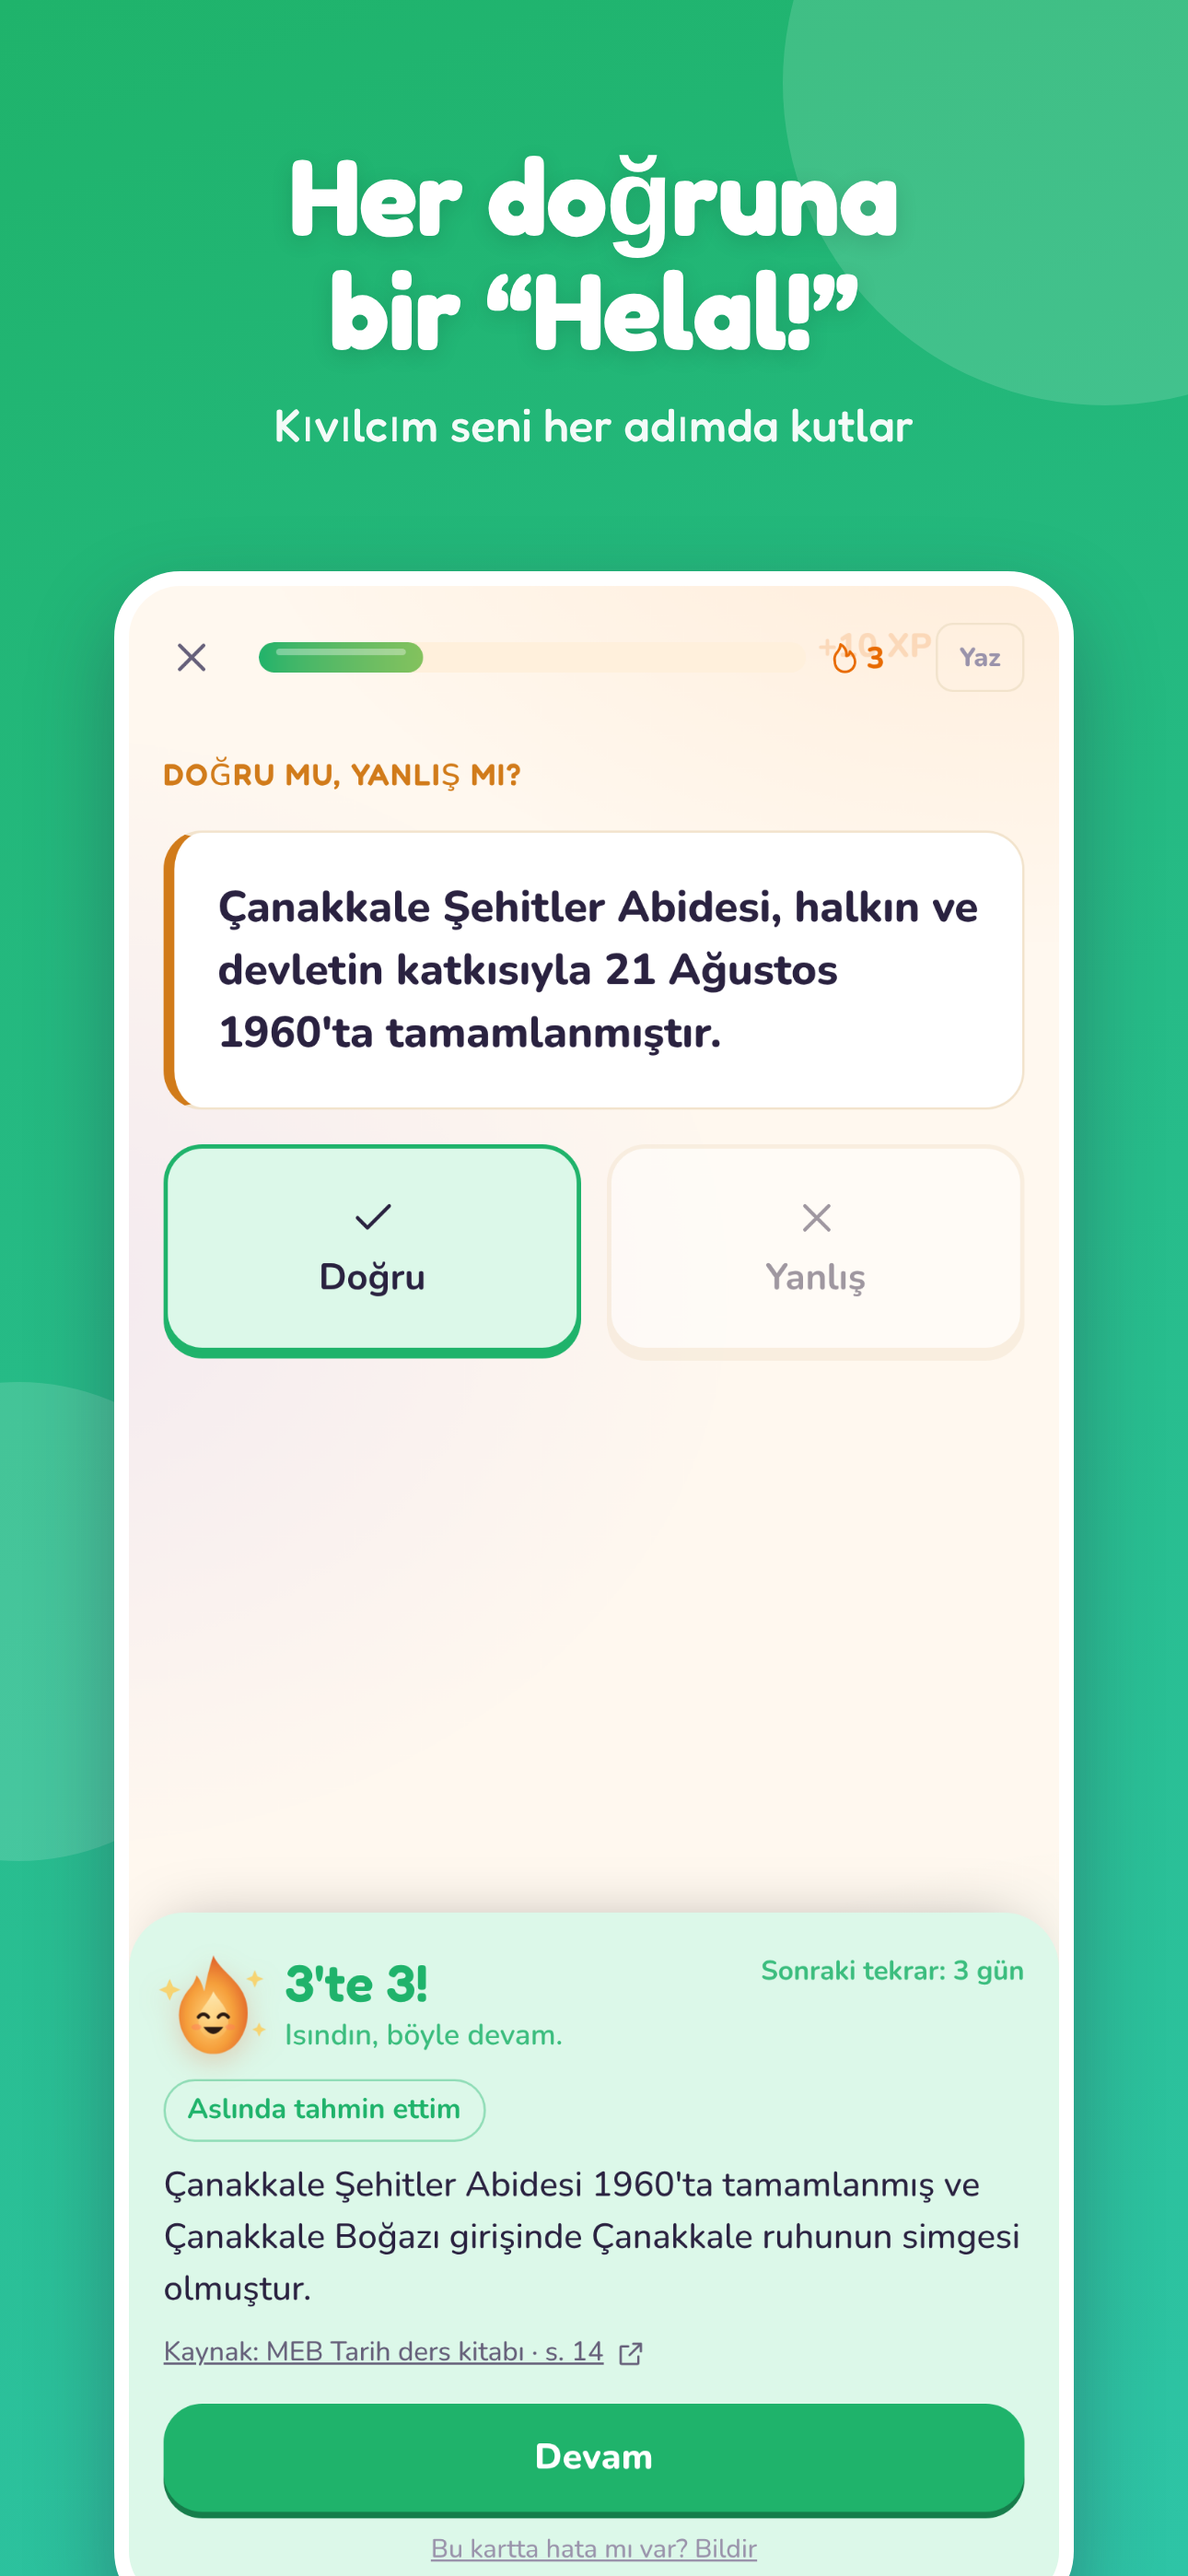 Her doğruna
bir “Helal!”
Kıvılcım seni her adımda kutlar
+10 XP
3
Yaz
DOĞRU MU, YANLIŞ MI?
Çanakkale Şehitler Abidesi, halkın ve
devletin katkısıyla 21 Ağustos
1960'ta tamamlanmıştır.
Doğru
Yanlış
3'te 3!
Sonraki tekrar: 3 gün
Isındın, böyle devam.
Aslında tahmin ettim
Çanakkale Şehitler Abidesi 1960'ta tamamlanmış ve
Çanakkale Boğazı girişinde Çanakkale ruhunun simgesi
olmuştur.
Kaynak: MEB Tarih ders kitabı · s. 14
Devam
Bu kartta hata mı var? Bildir